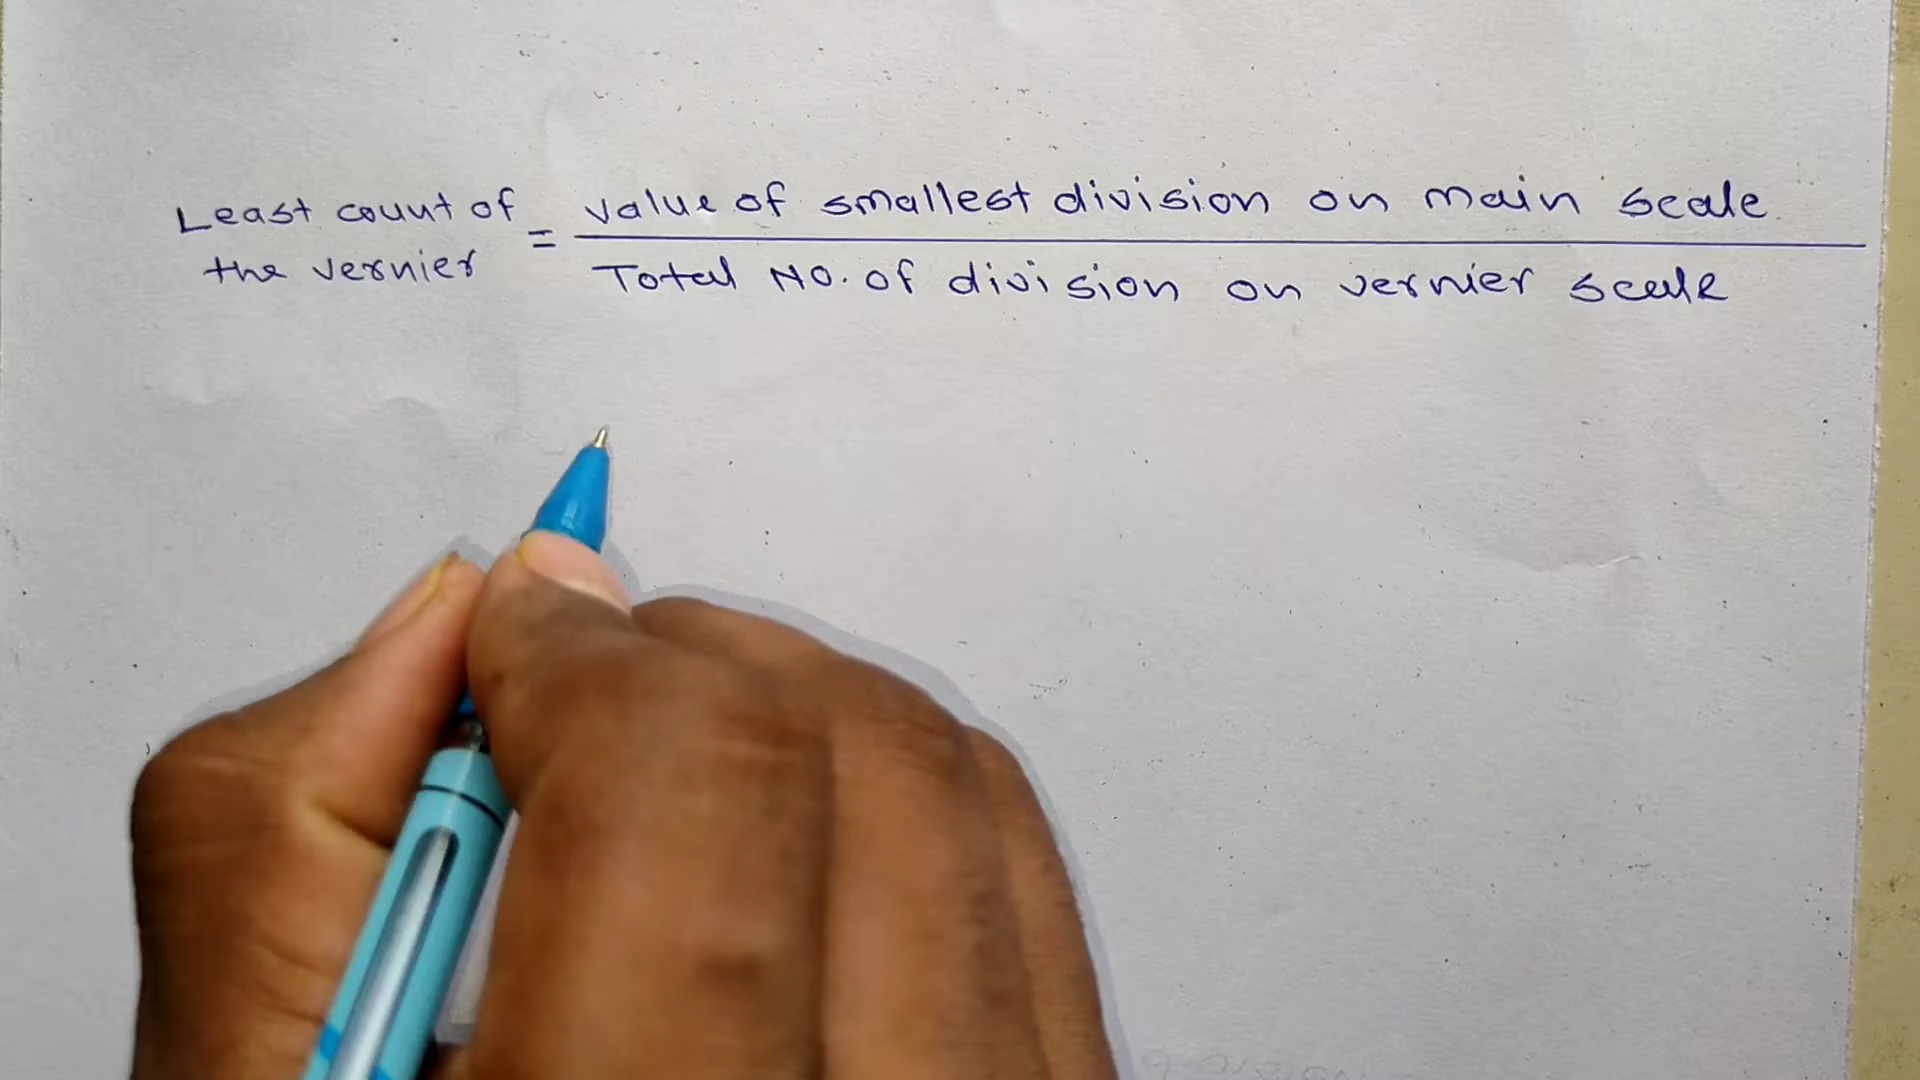 Least count of = value of smallest division on main scale
the vernier Total No. of division on vernier scale